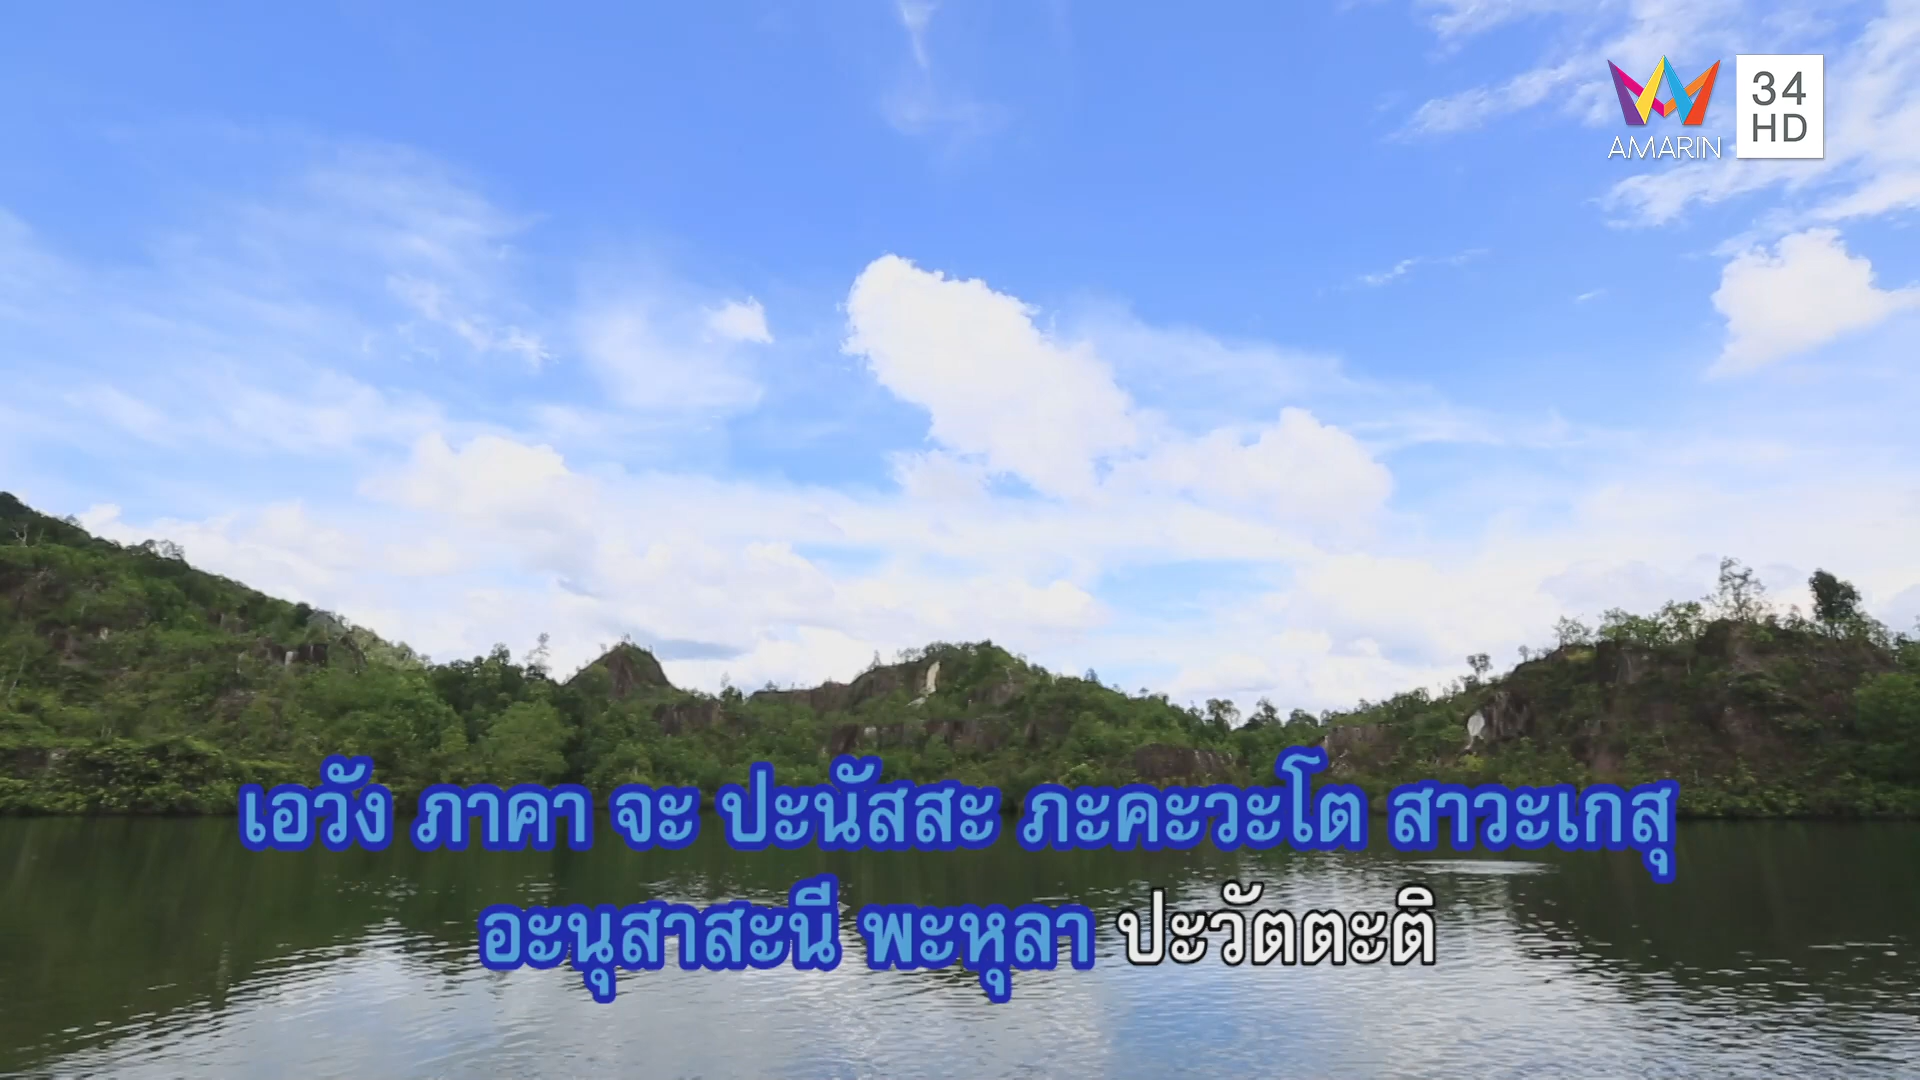 AMARIN
34
HD
เอวัง ภาคา จะ ปะนัสสะ ภะคะวะโต สาวะเกสุ
อะนุสาสะนี พะหุลา ปะวัตตะติ